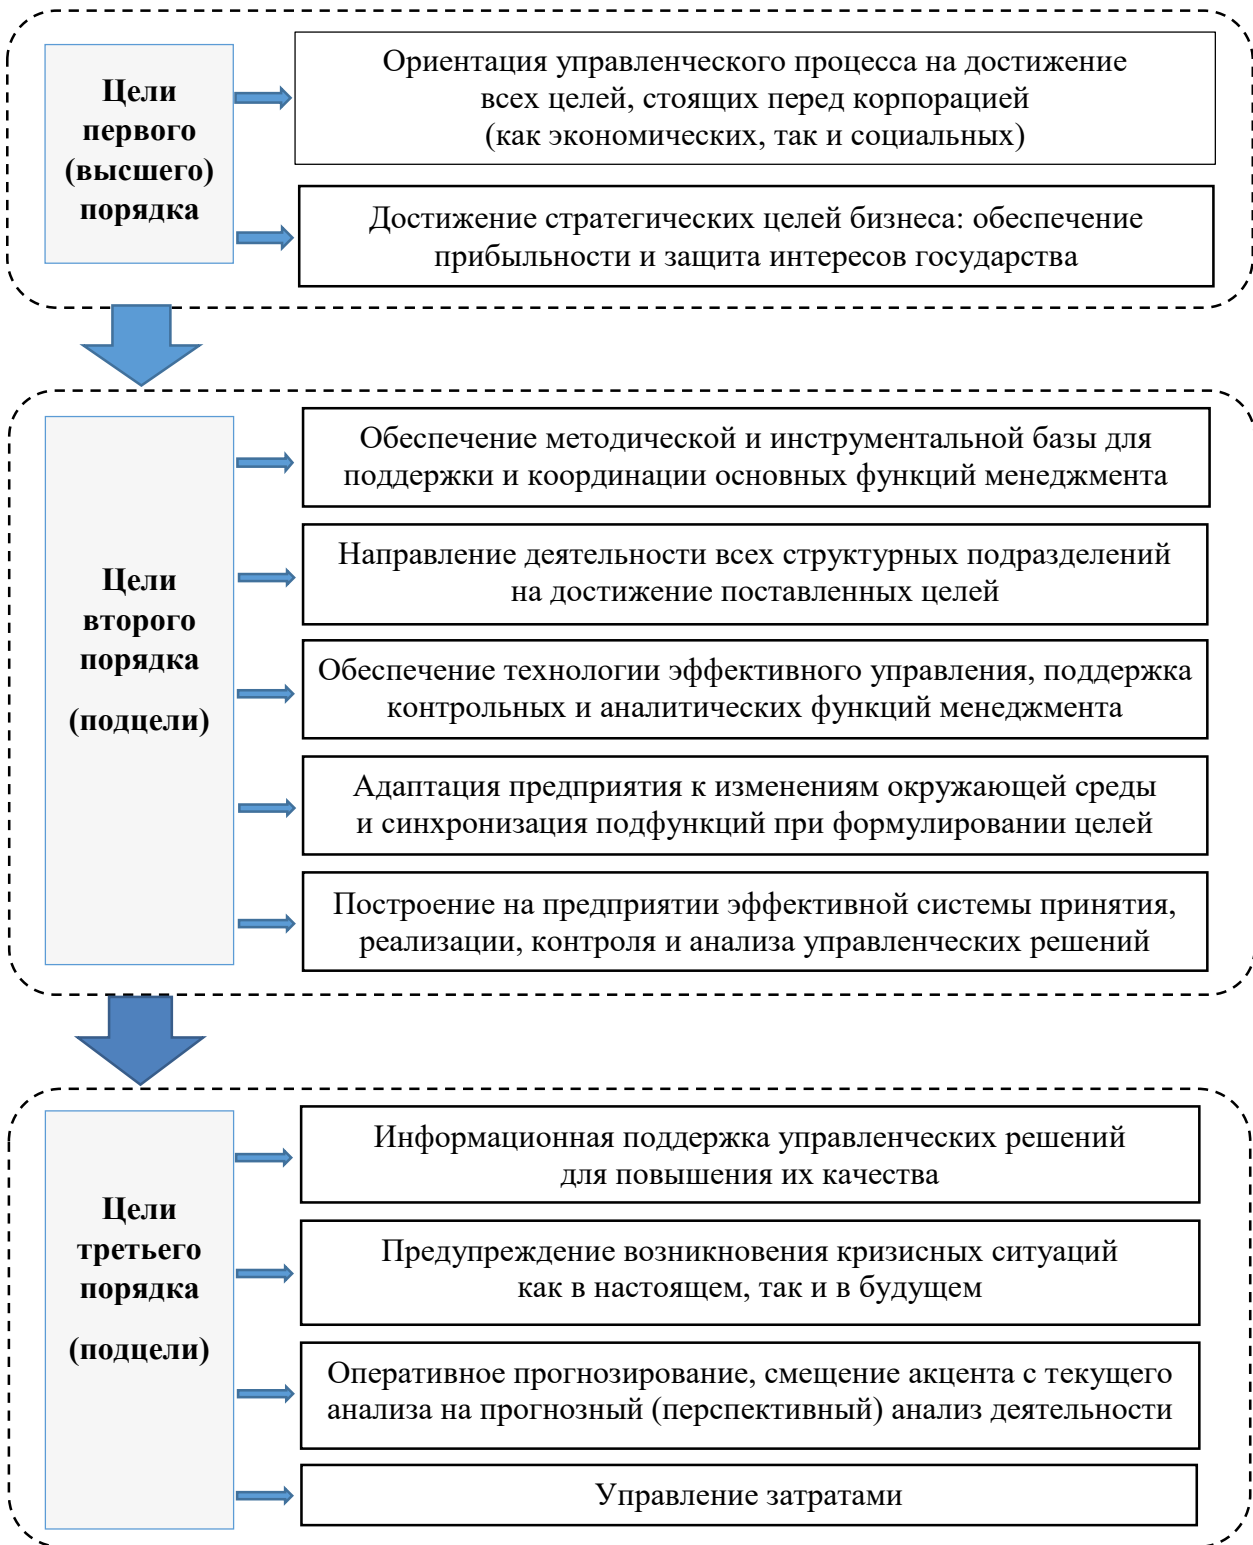 Цели
первого
(высшего)
порядка
Ориентация управленческого процесса на достижение
всех целей, стоящих перед корпорацией
(как экономических, так и социальных)
Достижение стратегических целей бизнеса: обеспечение
прибыльности и защита интересов государства
Цели
второго
порядка
(подцели)
Обеспечение методической и инструментальной базы для
поддержки и координации основных функций менеджмента
Направление деятельности всех структурных подразделений
на достижение поставленных целей
Обеспечение технологии эффективного управления, поддержка
контрольных и аналитических функций менеджмента
Адаптация предприятия к изменениям окружающей среды
и синхронизация подфункций при формулировании целей
Построение на предприятии эффективной системы принятия,
реализации, контроля и анализа управленческих решений
Цели
третьего
порядка
(подцели)
Информационная поддержка управленческих решений
для повышения их качества
Предупреждение возникновения кризисных ситуаций
как в настоящем, так и в будущем
Оперативное прогнозирование, смещение акцента с текущего
анализа на прогнозный (перспективный) анализ деятельности
Управление затратами